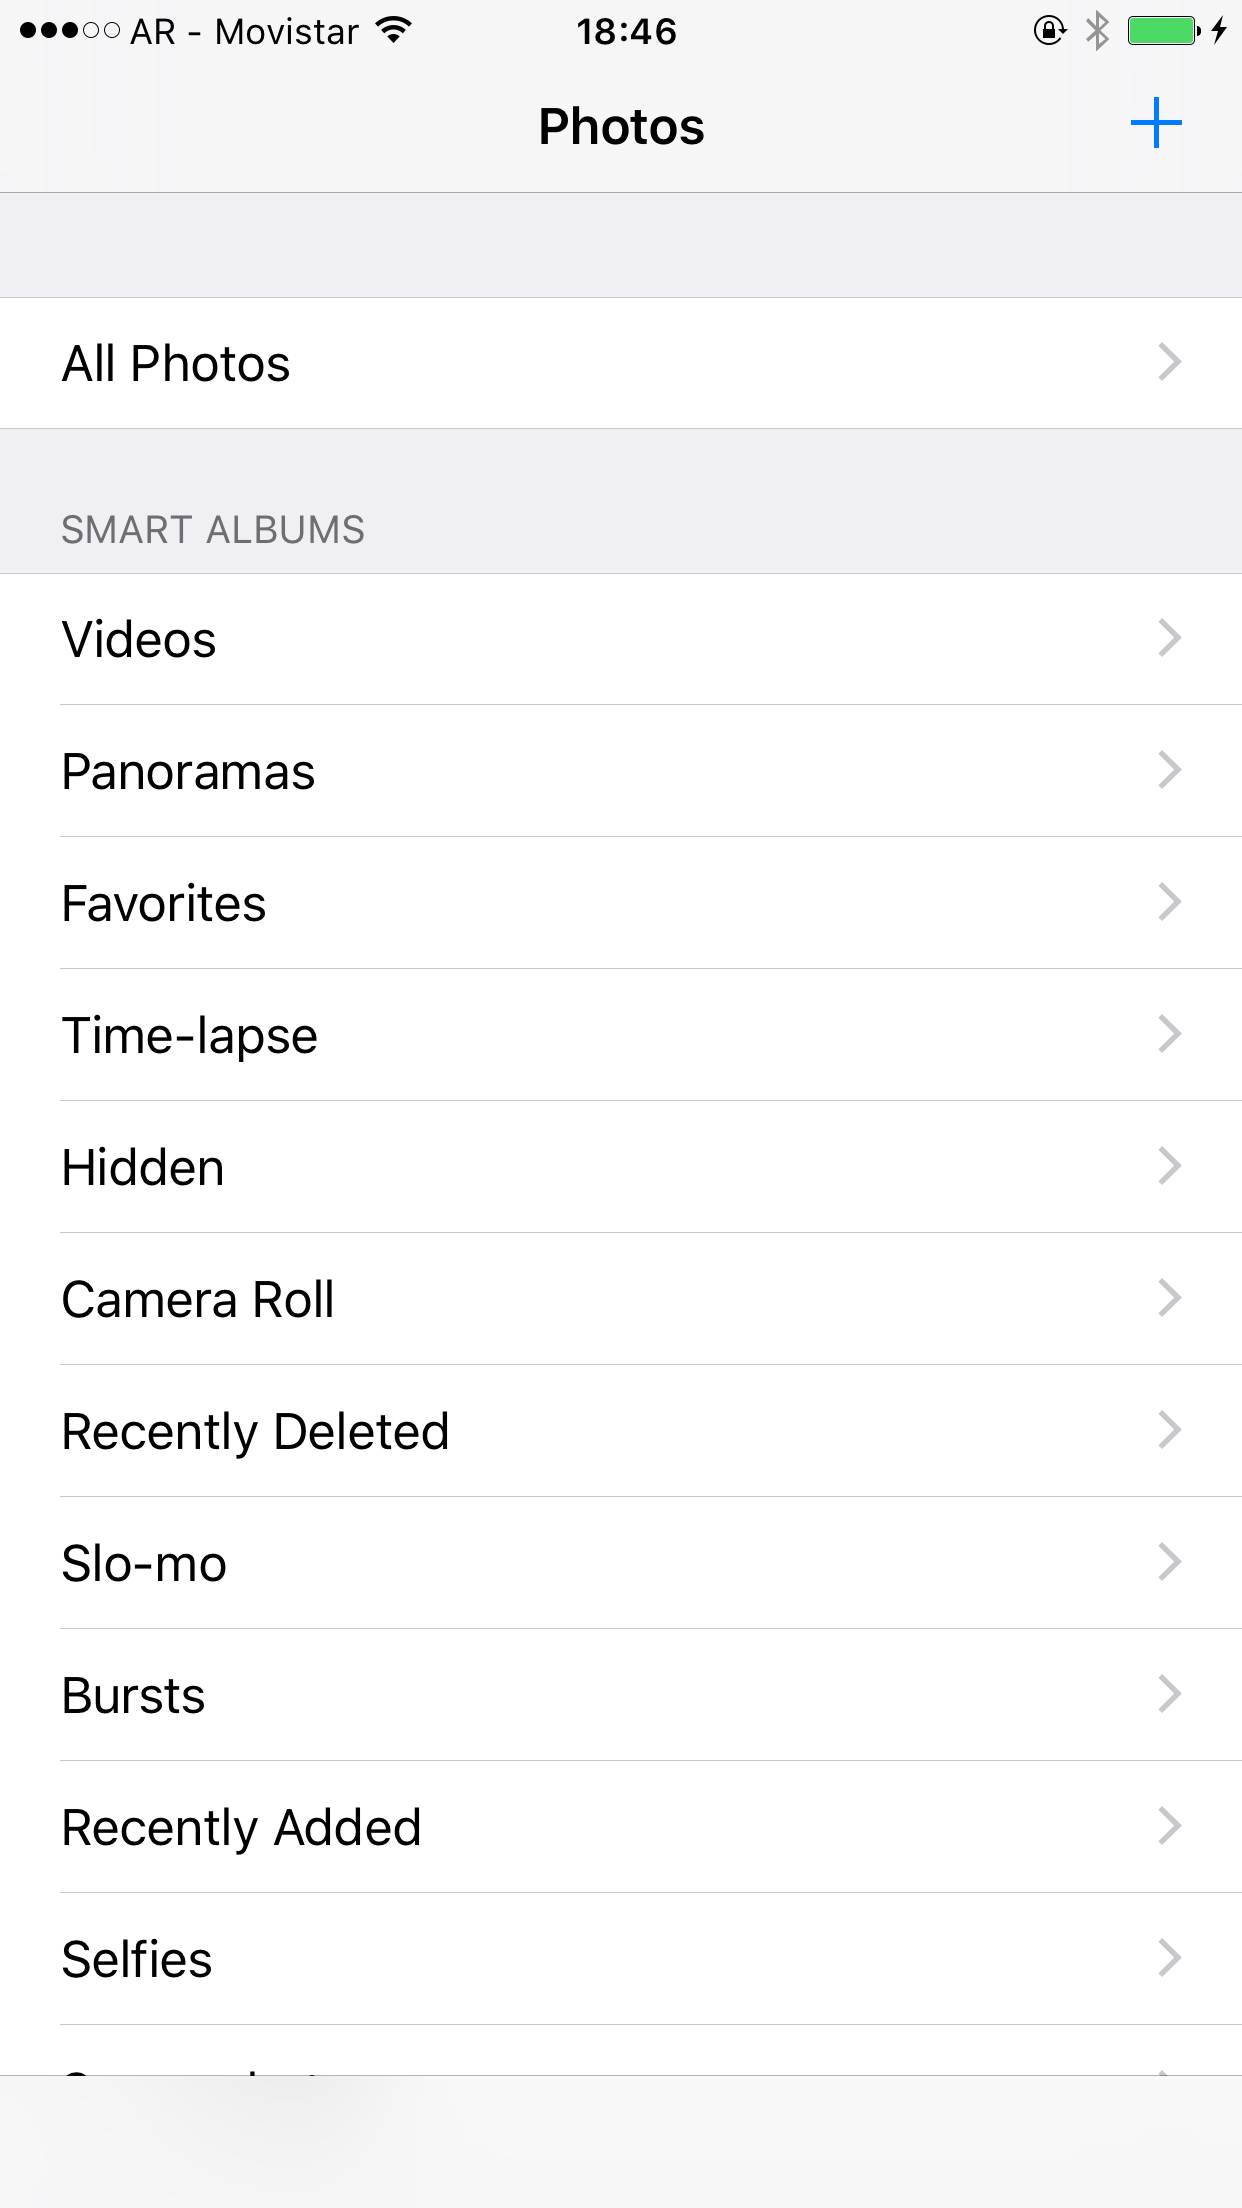 AR - Movistar 18:46
Photos
All Photos
SMART ALBUMS
Videos
Panoramas
Favorites
Time-lapse
Hidden
Camera Roll
Recently Deleted
Slo-mo
Bursts
Recently Added
Selfies